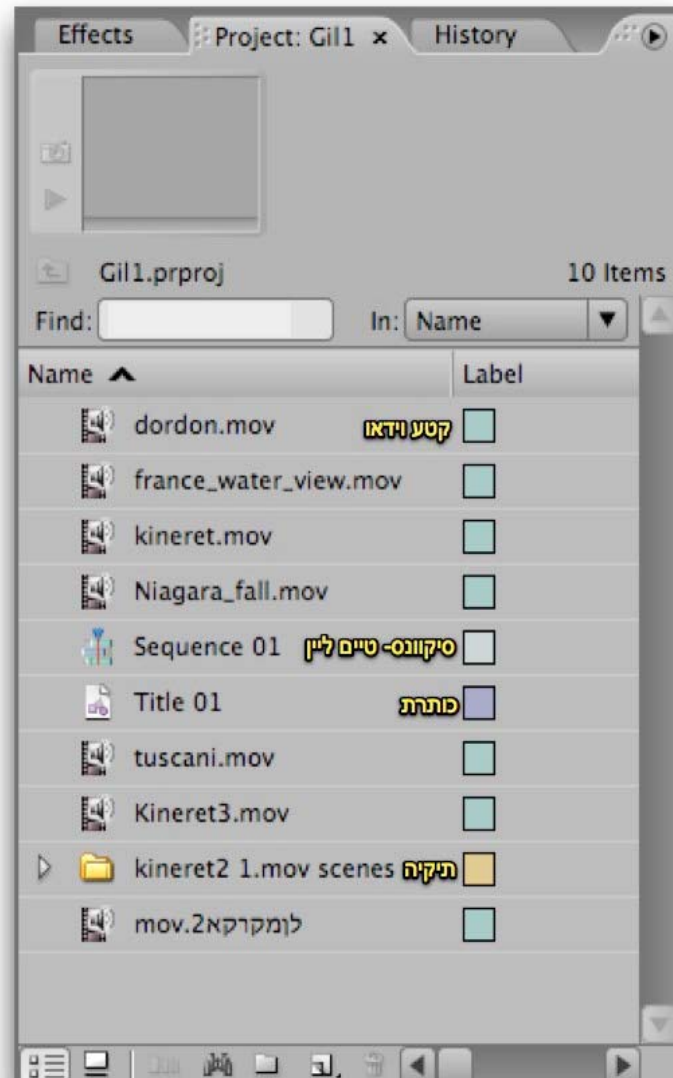 Effects Project: Gil1 × History
Gil1.prproj 10 Items
Find: In: Name
Name Label
dordon.mov קטע וידאו
france_water_view.mov
kineret.mov
Niagara_fall.mov
Sequence 01 סיקוונס- טיים ליין
Title 01 כותרת
tuscani.mov
Kineret3.mov
kineret2 1.mov scenes תיקיה
לןמקרקא2.mov